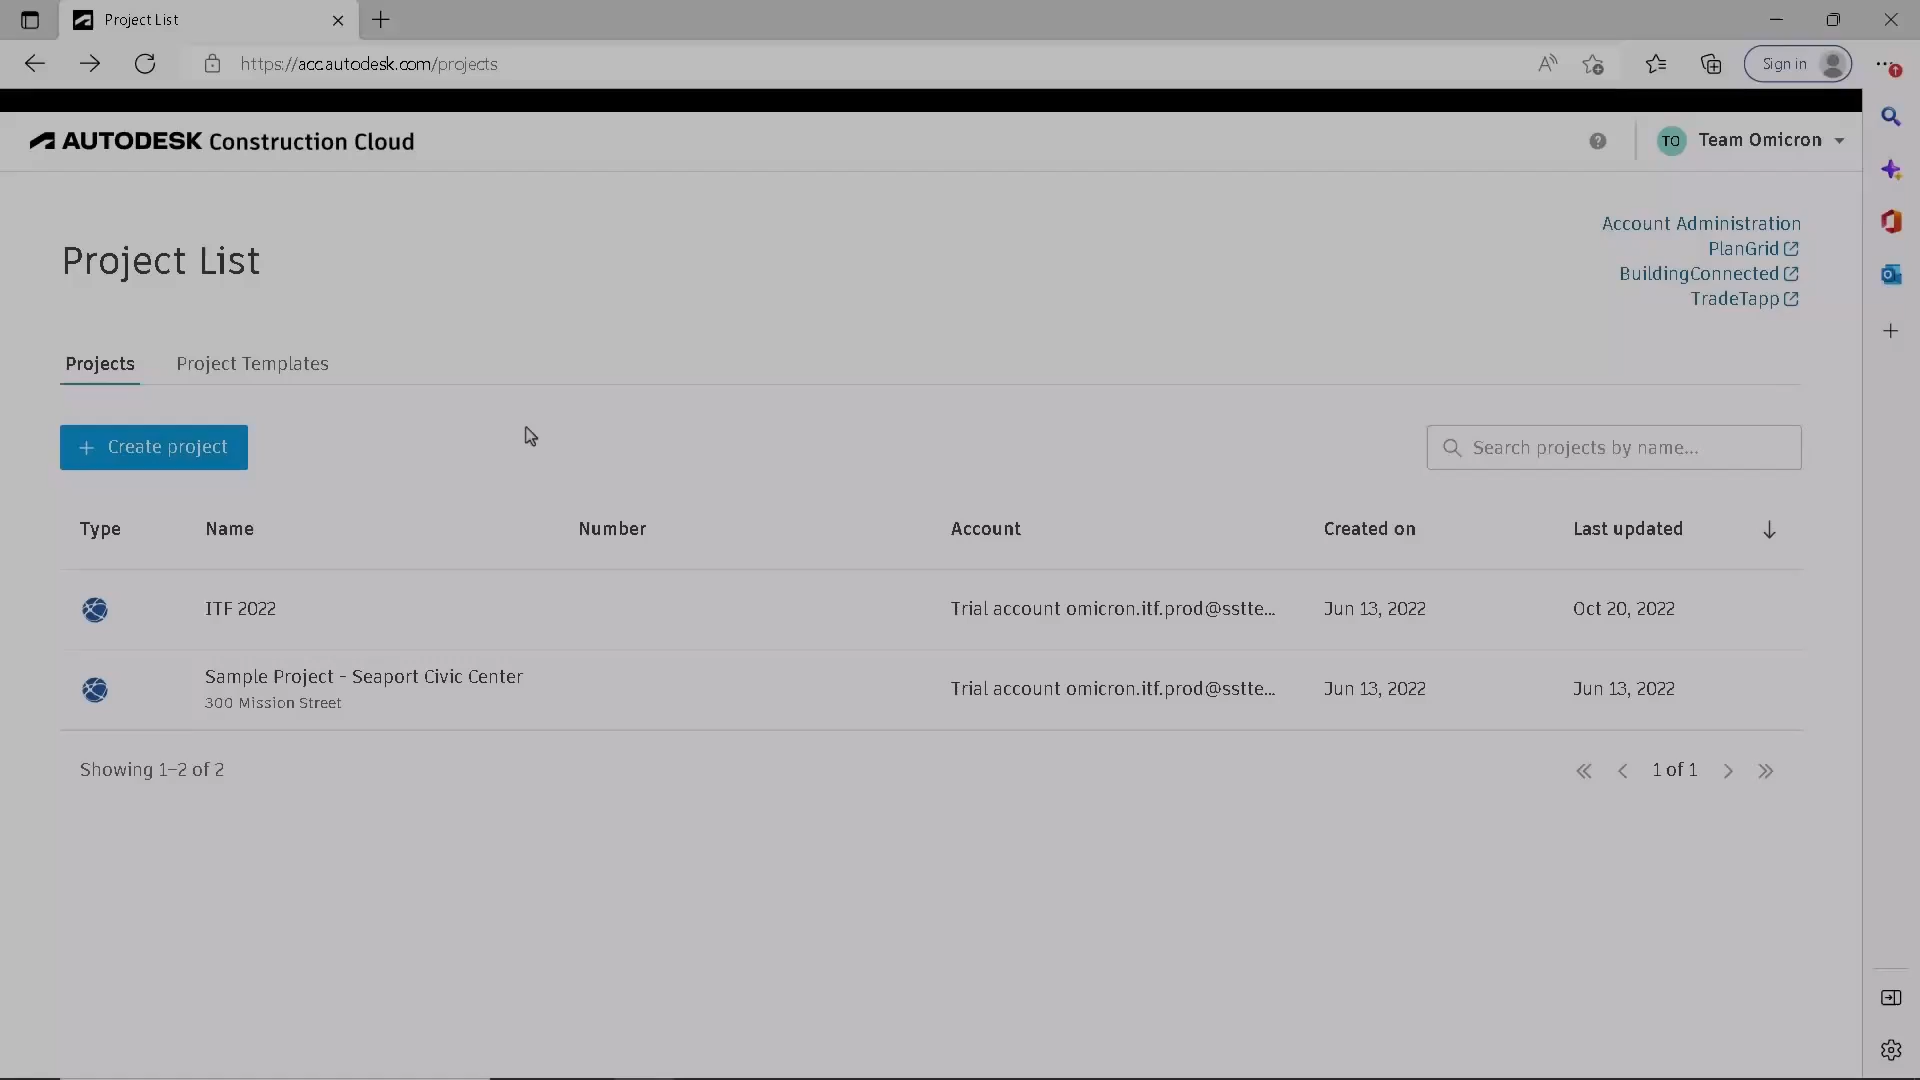 Project List
https://acc.autodesk.com/projects
Sign in
AUTODESK Construction Cloud
TO Team Omicron
Account Administration
PlanGrid
BuildingConnected
TradeTapp
Project List
Projects Project Templates
+ Create project
Search projects by name...
Type Name Number Account Created on Last updated
ITF 2022 Trial account omicron.itf.prod@sstte... Jun 13, 2022 Oct 20, 2022
Sample Project - Seaport Civic Center Trial account omicron.itf.prod@sstte... Jun 13, 2022 Jun 13, 2022
300 Mission Street
Showing 1–2 of 2
1 of 1